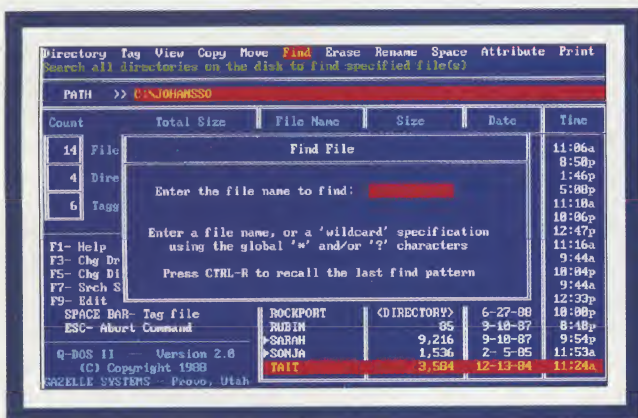 Directory Tag View Copy Move Find Erase Rename Space Attribute Print
Search all directories on the disk to find specified file(s)
PATH >> C:\JOHANSSO
Count Total Size File Name Size Date Time
14 File
4 Dire
6 Tagg
Find File
Enter the file name to find:
Enter a file name, or a 'wildcard' specification
using the global '*' and/or '?' characters
Press CTRL-R to recall the last find pattern
11:06a
8:50p
1:46p
5:08p
11:10a
10:06p
12:47p
11:16a
9:44a
10:04p
9:44a
12:33p
F1- Help
F3- Chg Dr
F5- Chg Di
F7- Srch S
F9- Edit
SPACE BAR- Tag file
ESC- Abort Command
Q-DOS II -- Version 2.0
(C) Copyright 1988
GAZELLE SYSTEMS - Provo, Utah
ROCKPORT <DIRECTORY> 6-27-88 10:00p
RUBIN 85 9-10-87 8:40p
▶SARAH 9,216 9-10-87 9:54p
▶SONJA 1,536 2- 5-85 11:53a
TAIT 3,584 12-13-84 11:24a